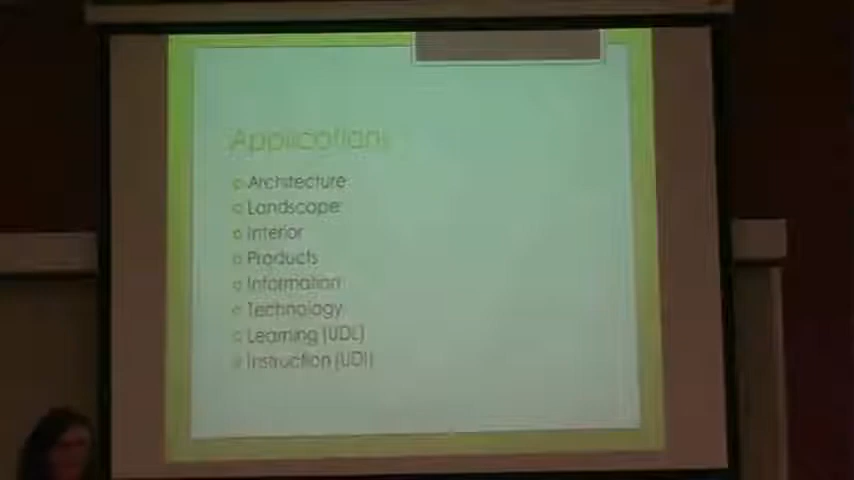 Applications
Architecture
Landscape
Interior
Products
Information
Technology
Learning (UDL)
Instruction (UDI)